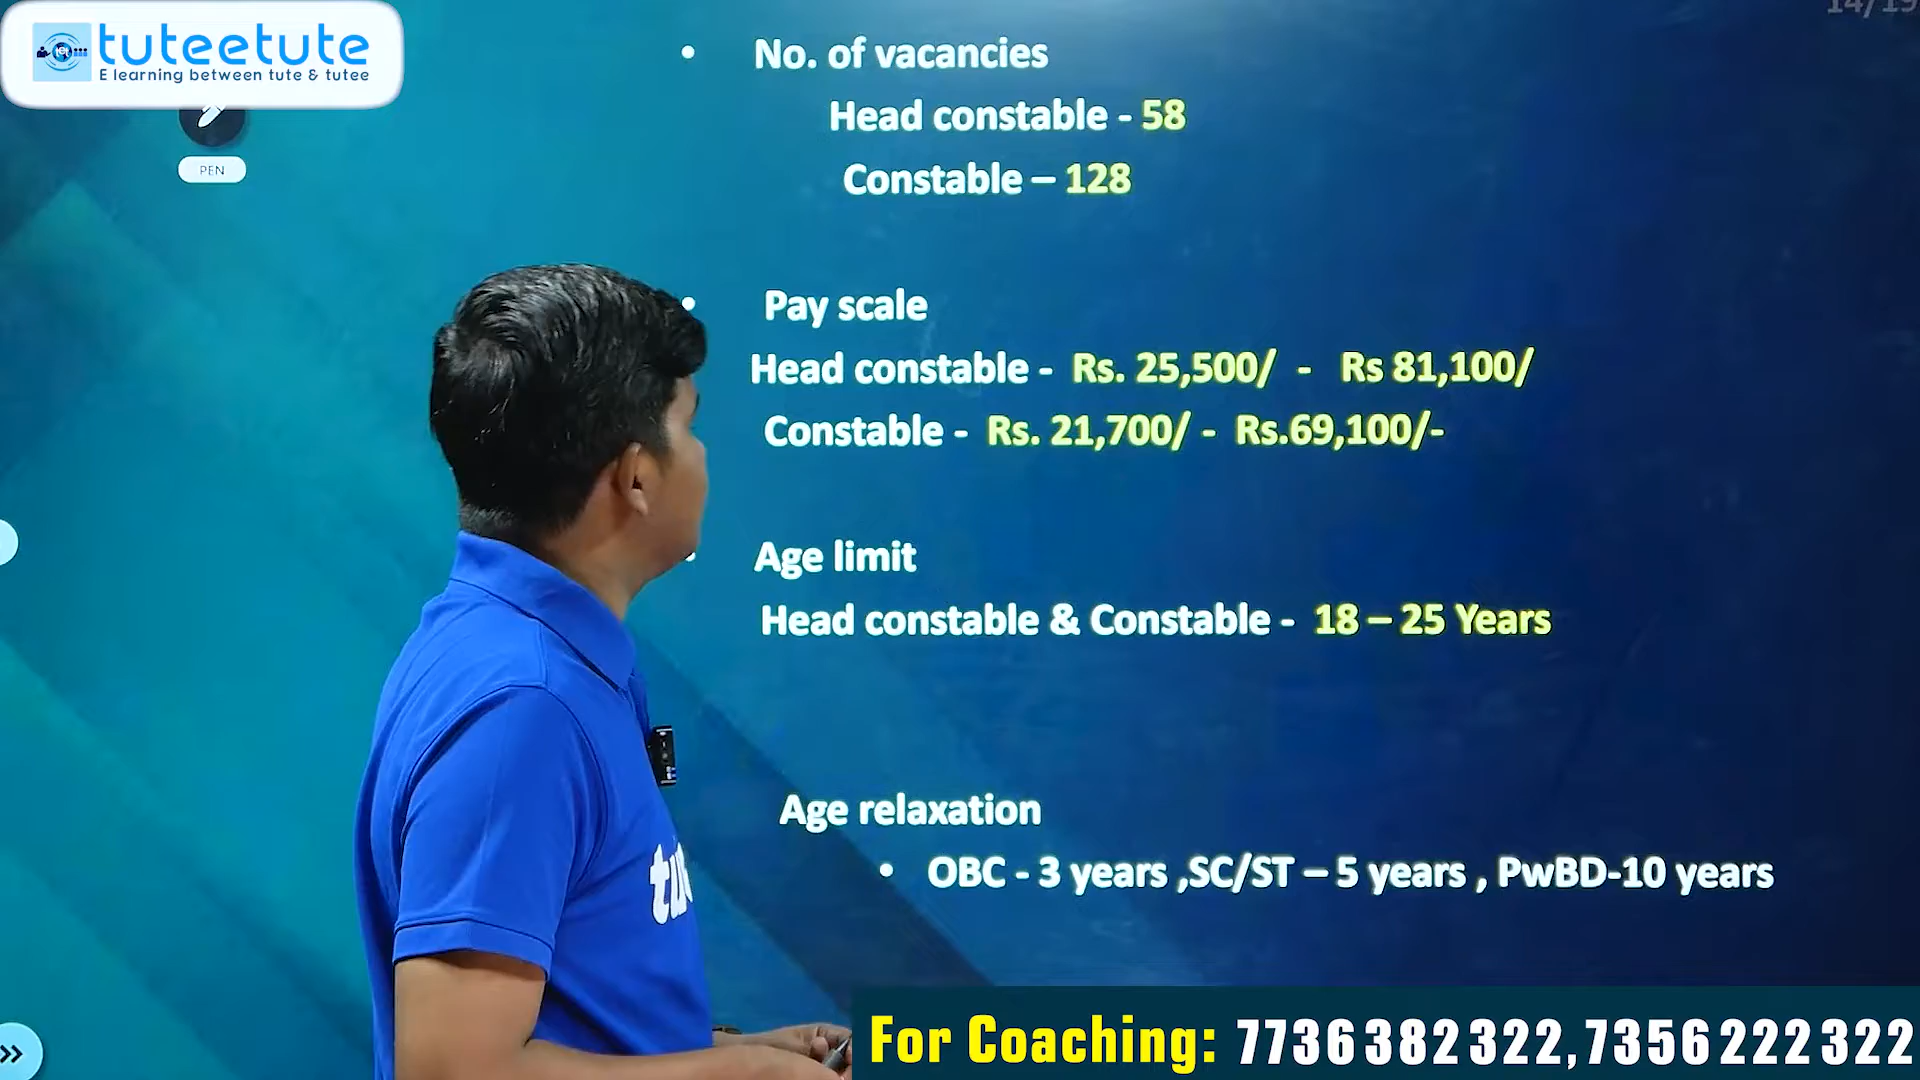 tuteetute
E learning between tute & tutee
PEN
14/19
No. of vacancies
Head constable - 58
Constable – 128
Pay scale
Head constable - Rs. 25,500/ - Rs 81,100/
Constable - Rs. 21,700/ - Rs.69,100/-
Age limit
Head constable & Constable - 18 – 25 Years
Age relaxation
OBC - 3 years ,SC/ST – 5 years , PwBD-10 years
For Coaching: 7736382322,7356222322